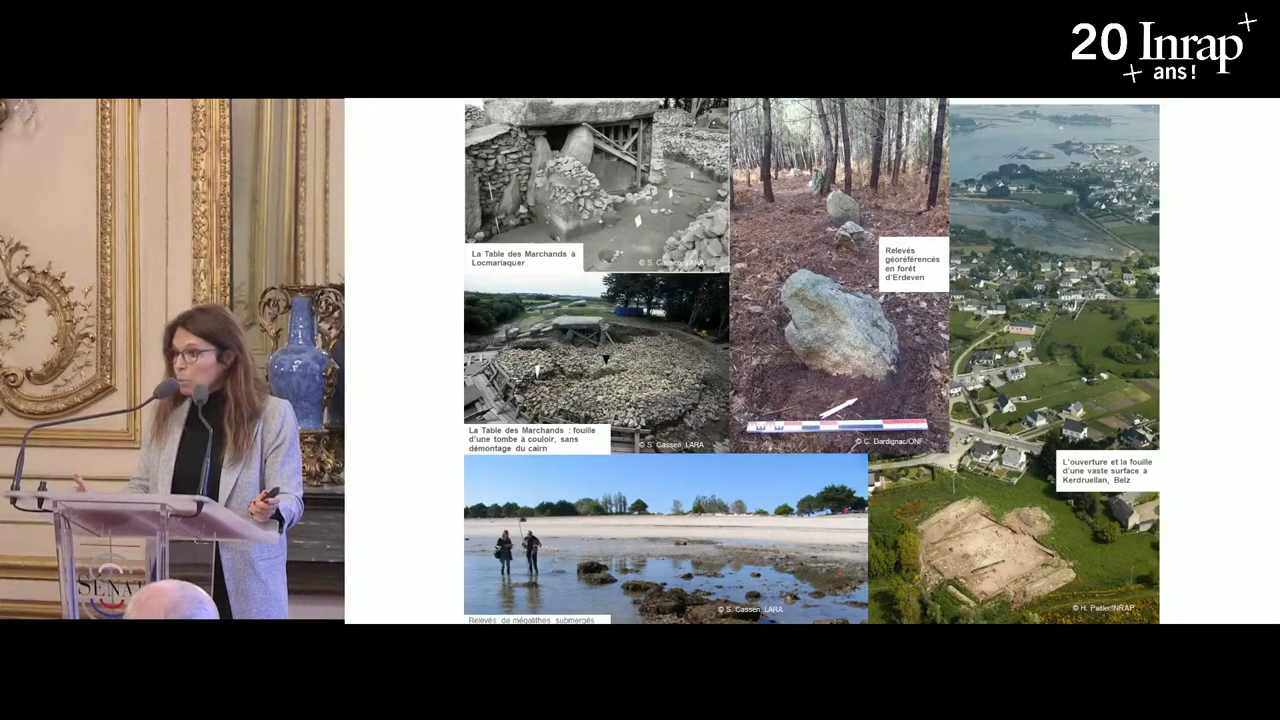 20 Inrap
ans!
La Table des Marchands à
Locmariaquer
© S. Cassen, LARA
Relevés
géoréférencés
en forêt
d'Erdeven
La Table des Marchands : fouille
d'une tombe à couloir, sans
démontage du cairn
© S. Cassen, LARA
© C. Dardignac/ONF
L'ouverture et la fouille
d'une vaste surface à
Kerdruellan, Belz
© S. Cassen, LARA
© H. Paitier/INRAP
Relevés de mégalithes submergés
SÉNAT